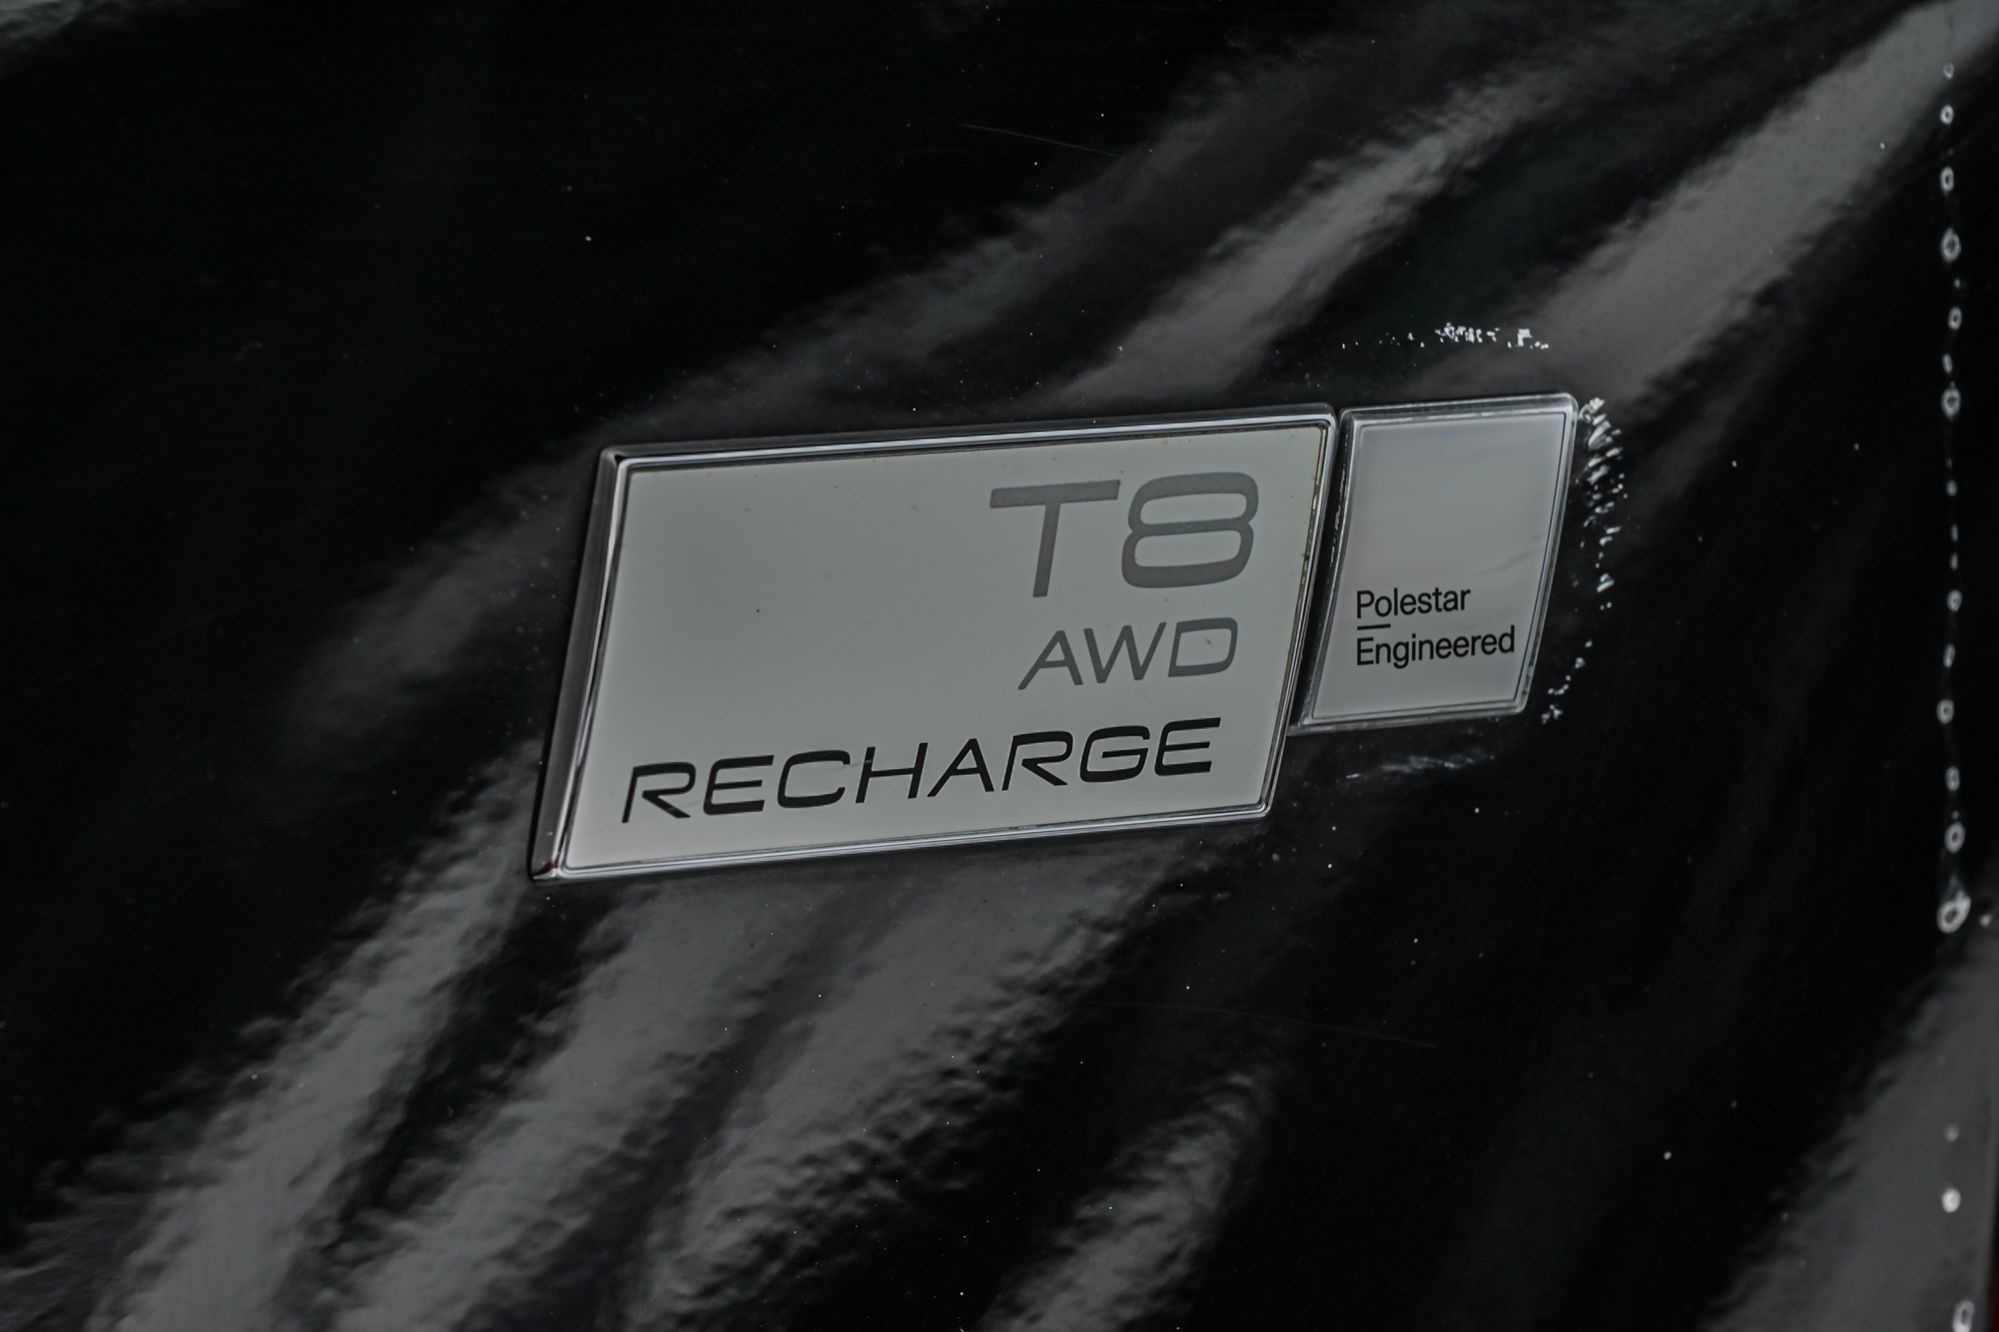 T8
AWD
RECHARGE
Polestar
Engineered